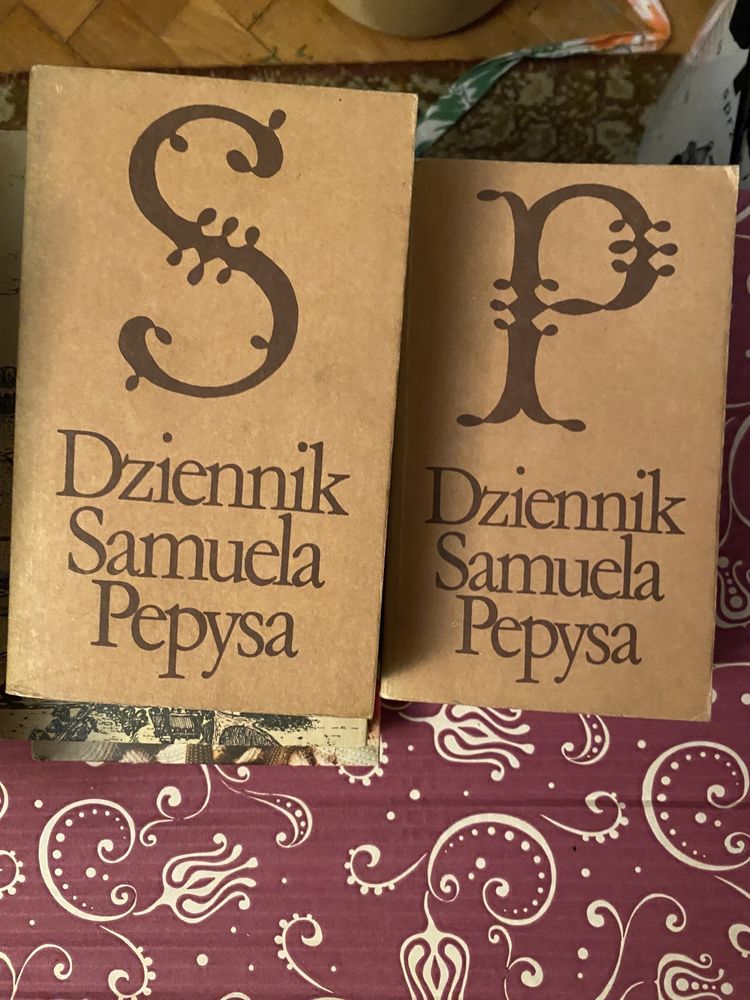 S
Dziennik
Samuela
Pepysa
P
Dziennik
Samuela
Pepysa